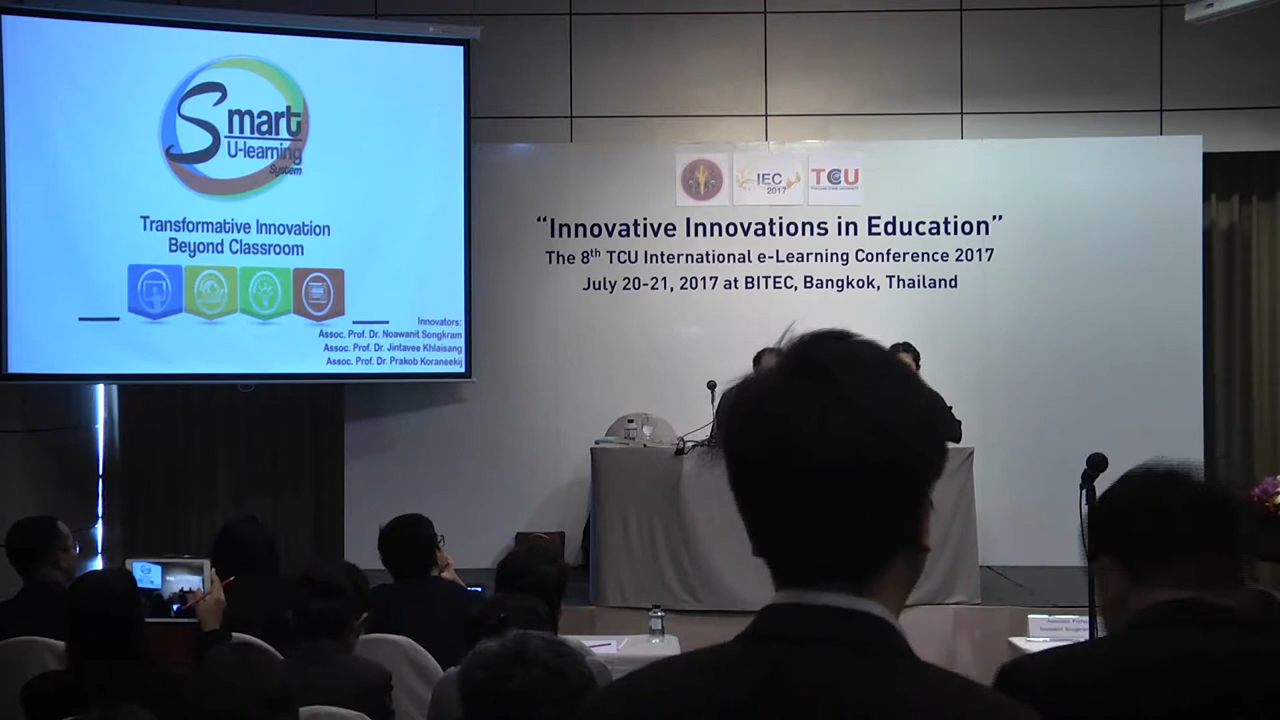 Smart
U-learning
System
Transformative Innovation
Beyond Classroom
Innovators:
Assoc. Prof. Dr. Noawanit Songkram
Assoc. Prof. Dr. Jintavee Khlaisang
Assoc. Prof. Dr. Prakob Koraneekij
IEC
2017
TCU
“Innovative Innovations in Education”
The 8th TCU International e-Learning Conference 2017
July 20-21, 2017 at BITEC, Bangkok, Thailand